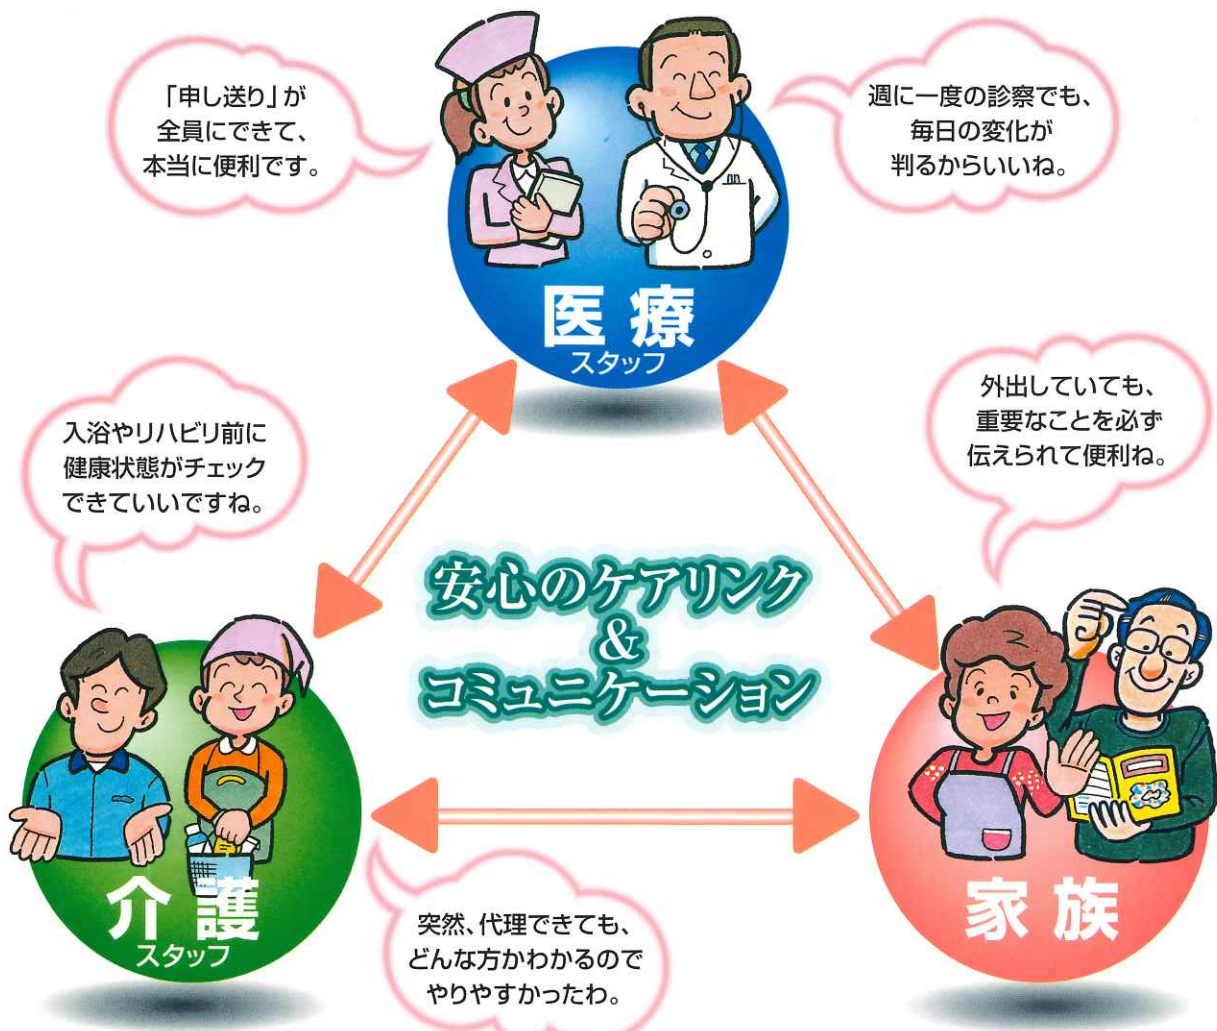 「申し送り」が
全員にできて、
本当に便利です。
週に一度の診察でも、
毎日の変化が
判るからいいね。
医療
スタッフ
入浴やリハビリ前に
健康状態がチェック
できていいですね。
外出していても、
重要なことを必ず
伝えられて便利ね。
安心のケアリンク
&
コミュニケーション
介護
スタッフ
突然、代理できても、
どんな方かわかるので
やりやすかったわ。
家族